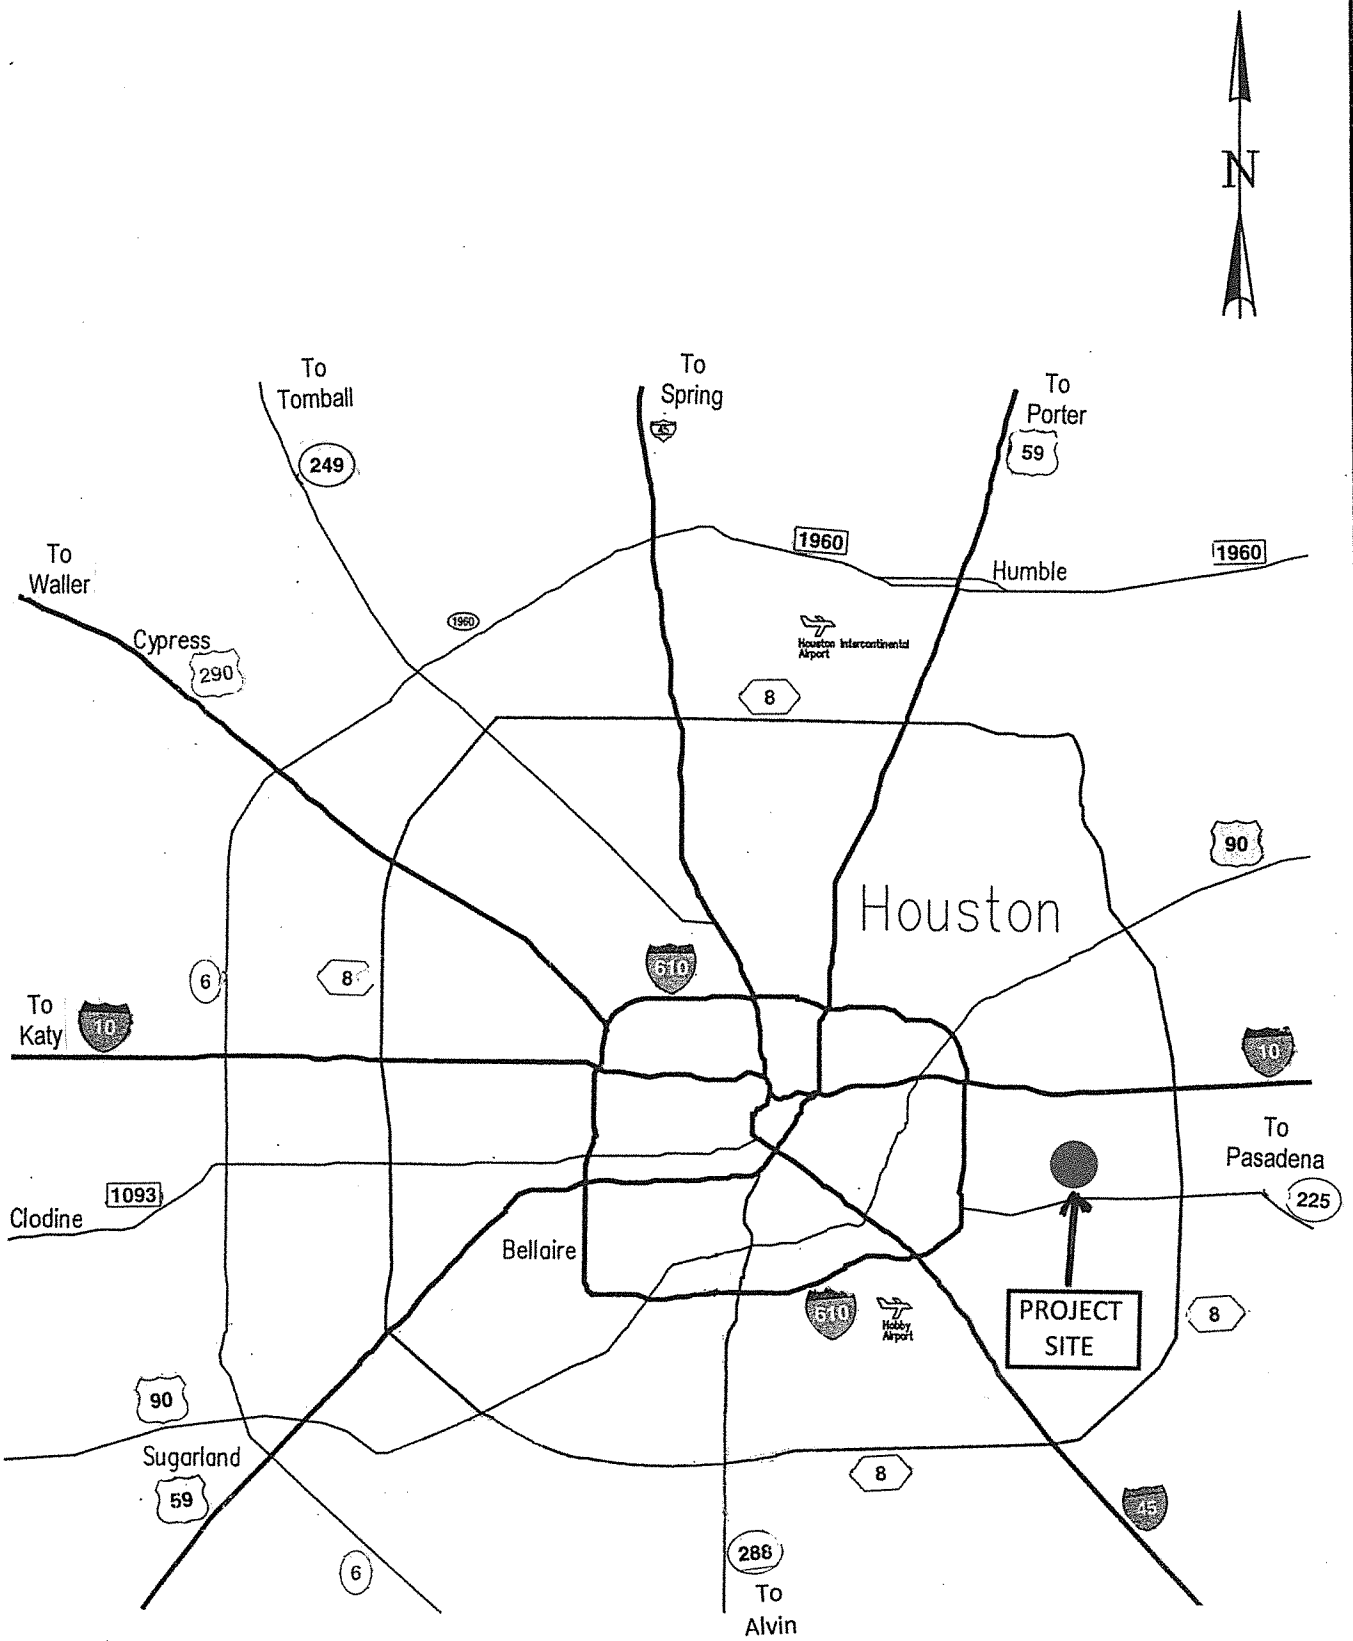 N
To
Tomball
249
To
Spring
45
To
Porter
59
To
Waller
Cypress
290
1960
1960
1960
Humble
Houston Intercontinental
Airport
8
90
Houston
6
8
610
To
Katy
10
10
To
Pasadena
225
1093
Clodine
Bellaire
610
Hobby
Airport
PROJECT
SITE
8
90
Sugarland
59
6
8
45
288
To
Alvin